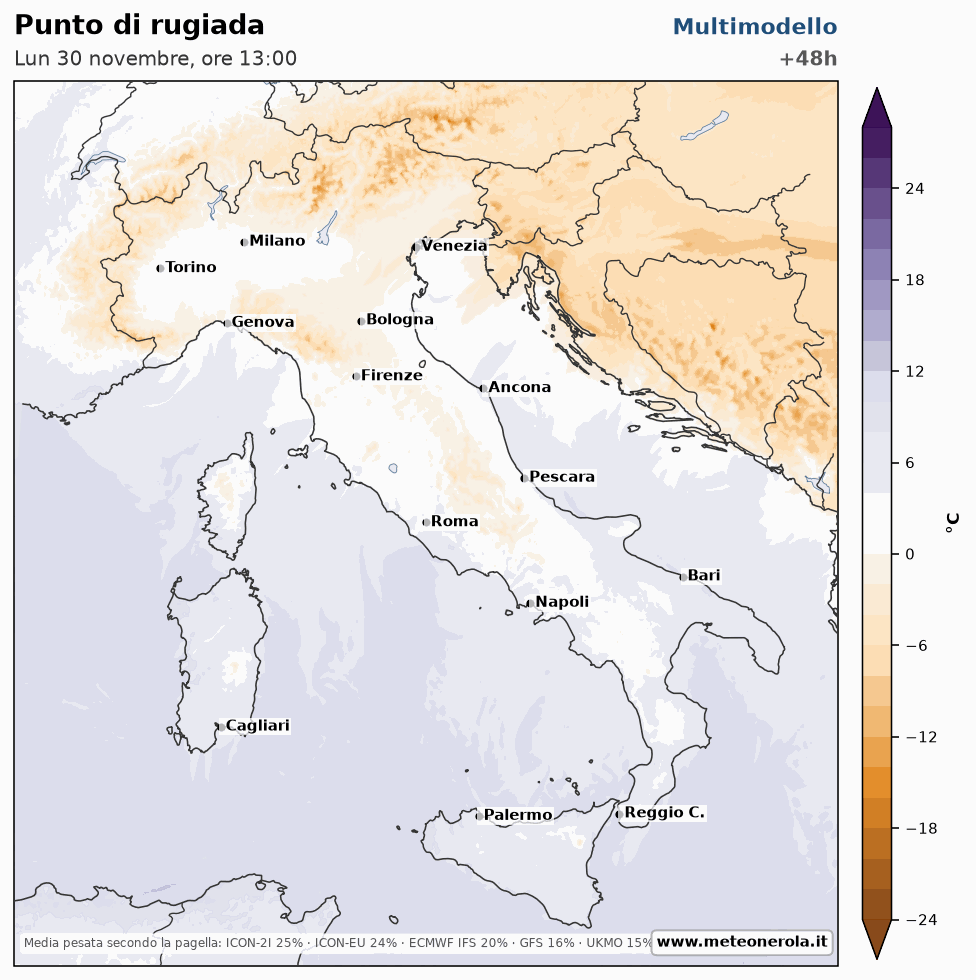 Punto di rugiada
Multimodello
Lun 30 novembre, ore 13:00
+48h
24
18
12
6
0
−6
−12
−18
−24
°C
Milano
Venezia
Torino
Genova
Bologna
Firenze
Ancona
Pescara
Roma
Bari
Napoli
Cagliari
Palermo
Reggio C.
Media pesata secondo la pagella: ICON-2I 25% · ICON-EU 24% · ECMWF IFS 20% · GFS 16% · UKMO 15%
www.meteonerola.it